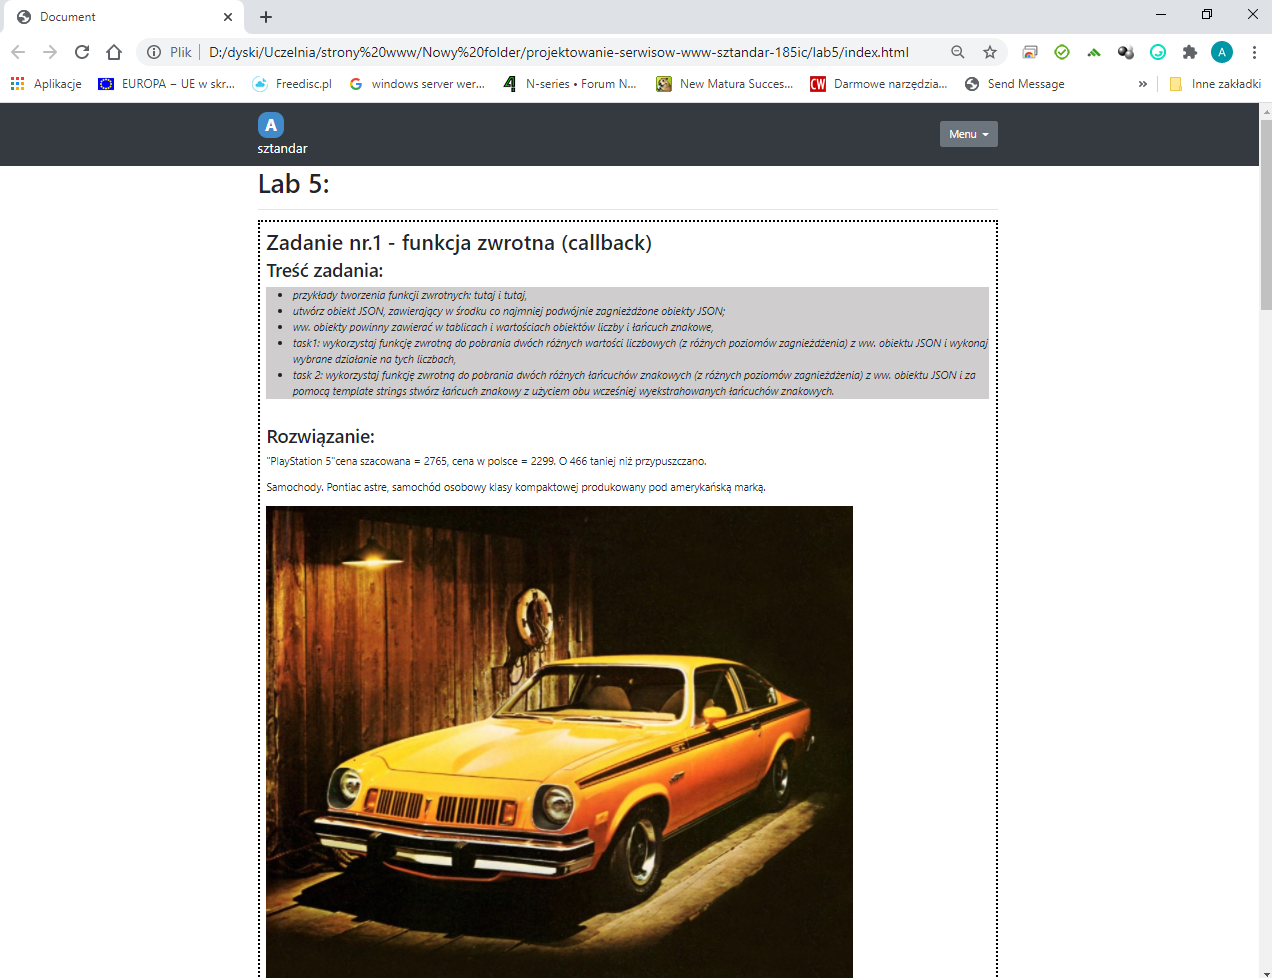 Document
Plik
D:/dyski/Uczelnia/strony%20www/Nowy%20folder/projektowanie-serwisow-www-sztandar-185ic/lab5/index.html
A
Aplikacje
EUROPA – UE w skr...
Freedisc.pl
windows server wer...
N-series • Forum N...
New Matura Succes...
CW
Darmowe narzędzia...
Send Message
»
Inne zakładki
A
sztandar
Menu
Lab 5:
Zadanie nr.1 - funkcja zwrotna (callback)
Treść zadania:
• przykłady tworzenia funkcji zwrotnych: tutaj i tutaj,
• utwórz obiekt JSON, zawierający w środku co najmniej podwójnie zagnieżdżone obiekty JSON;
• ww. obiekty powinny zawierać w tablicach i wartościach obiektów liczby i łańcuch znakowe,
• task1: wykorzystaj funkcję zwrotną do pobrania dwóch różnych wartości liczbowych (z różnych poziomów zagnieżdżenia) z ww. obiektu JSON i wykonaj
wybrane działanie na tych liczbach,
• task 2: wykorzystaj funkcję zwrotną do pobrania dwóch różnych łańcuchów znakowych (z różnych poziomów zagnieżdżenia) z ww. obiektu JSON i za
pomocą template strings stwórz łańcuch znakowy z użyciem obu wcześniej wyekstrahowanych łańcuchów znakowych.
Rozwiązanie:
"PlayStation 5"cena szacowana = 2765, cena w polsce = 2299. O 466 taniej niż przypuszczano.
Samochody. Pontiac astre, samochód osobowy klasy kompaktowej produkowany pod amerykańską marką.